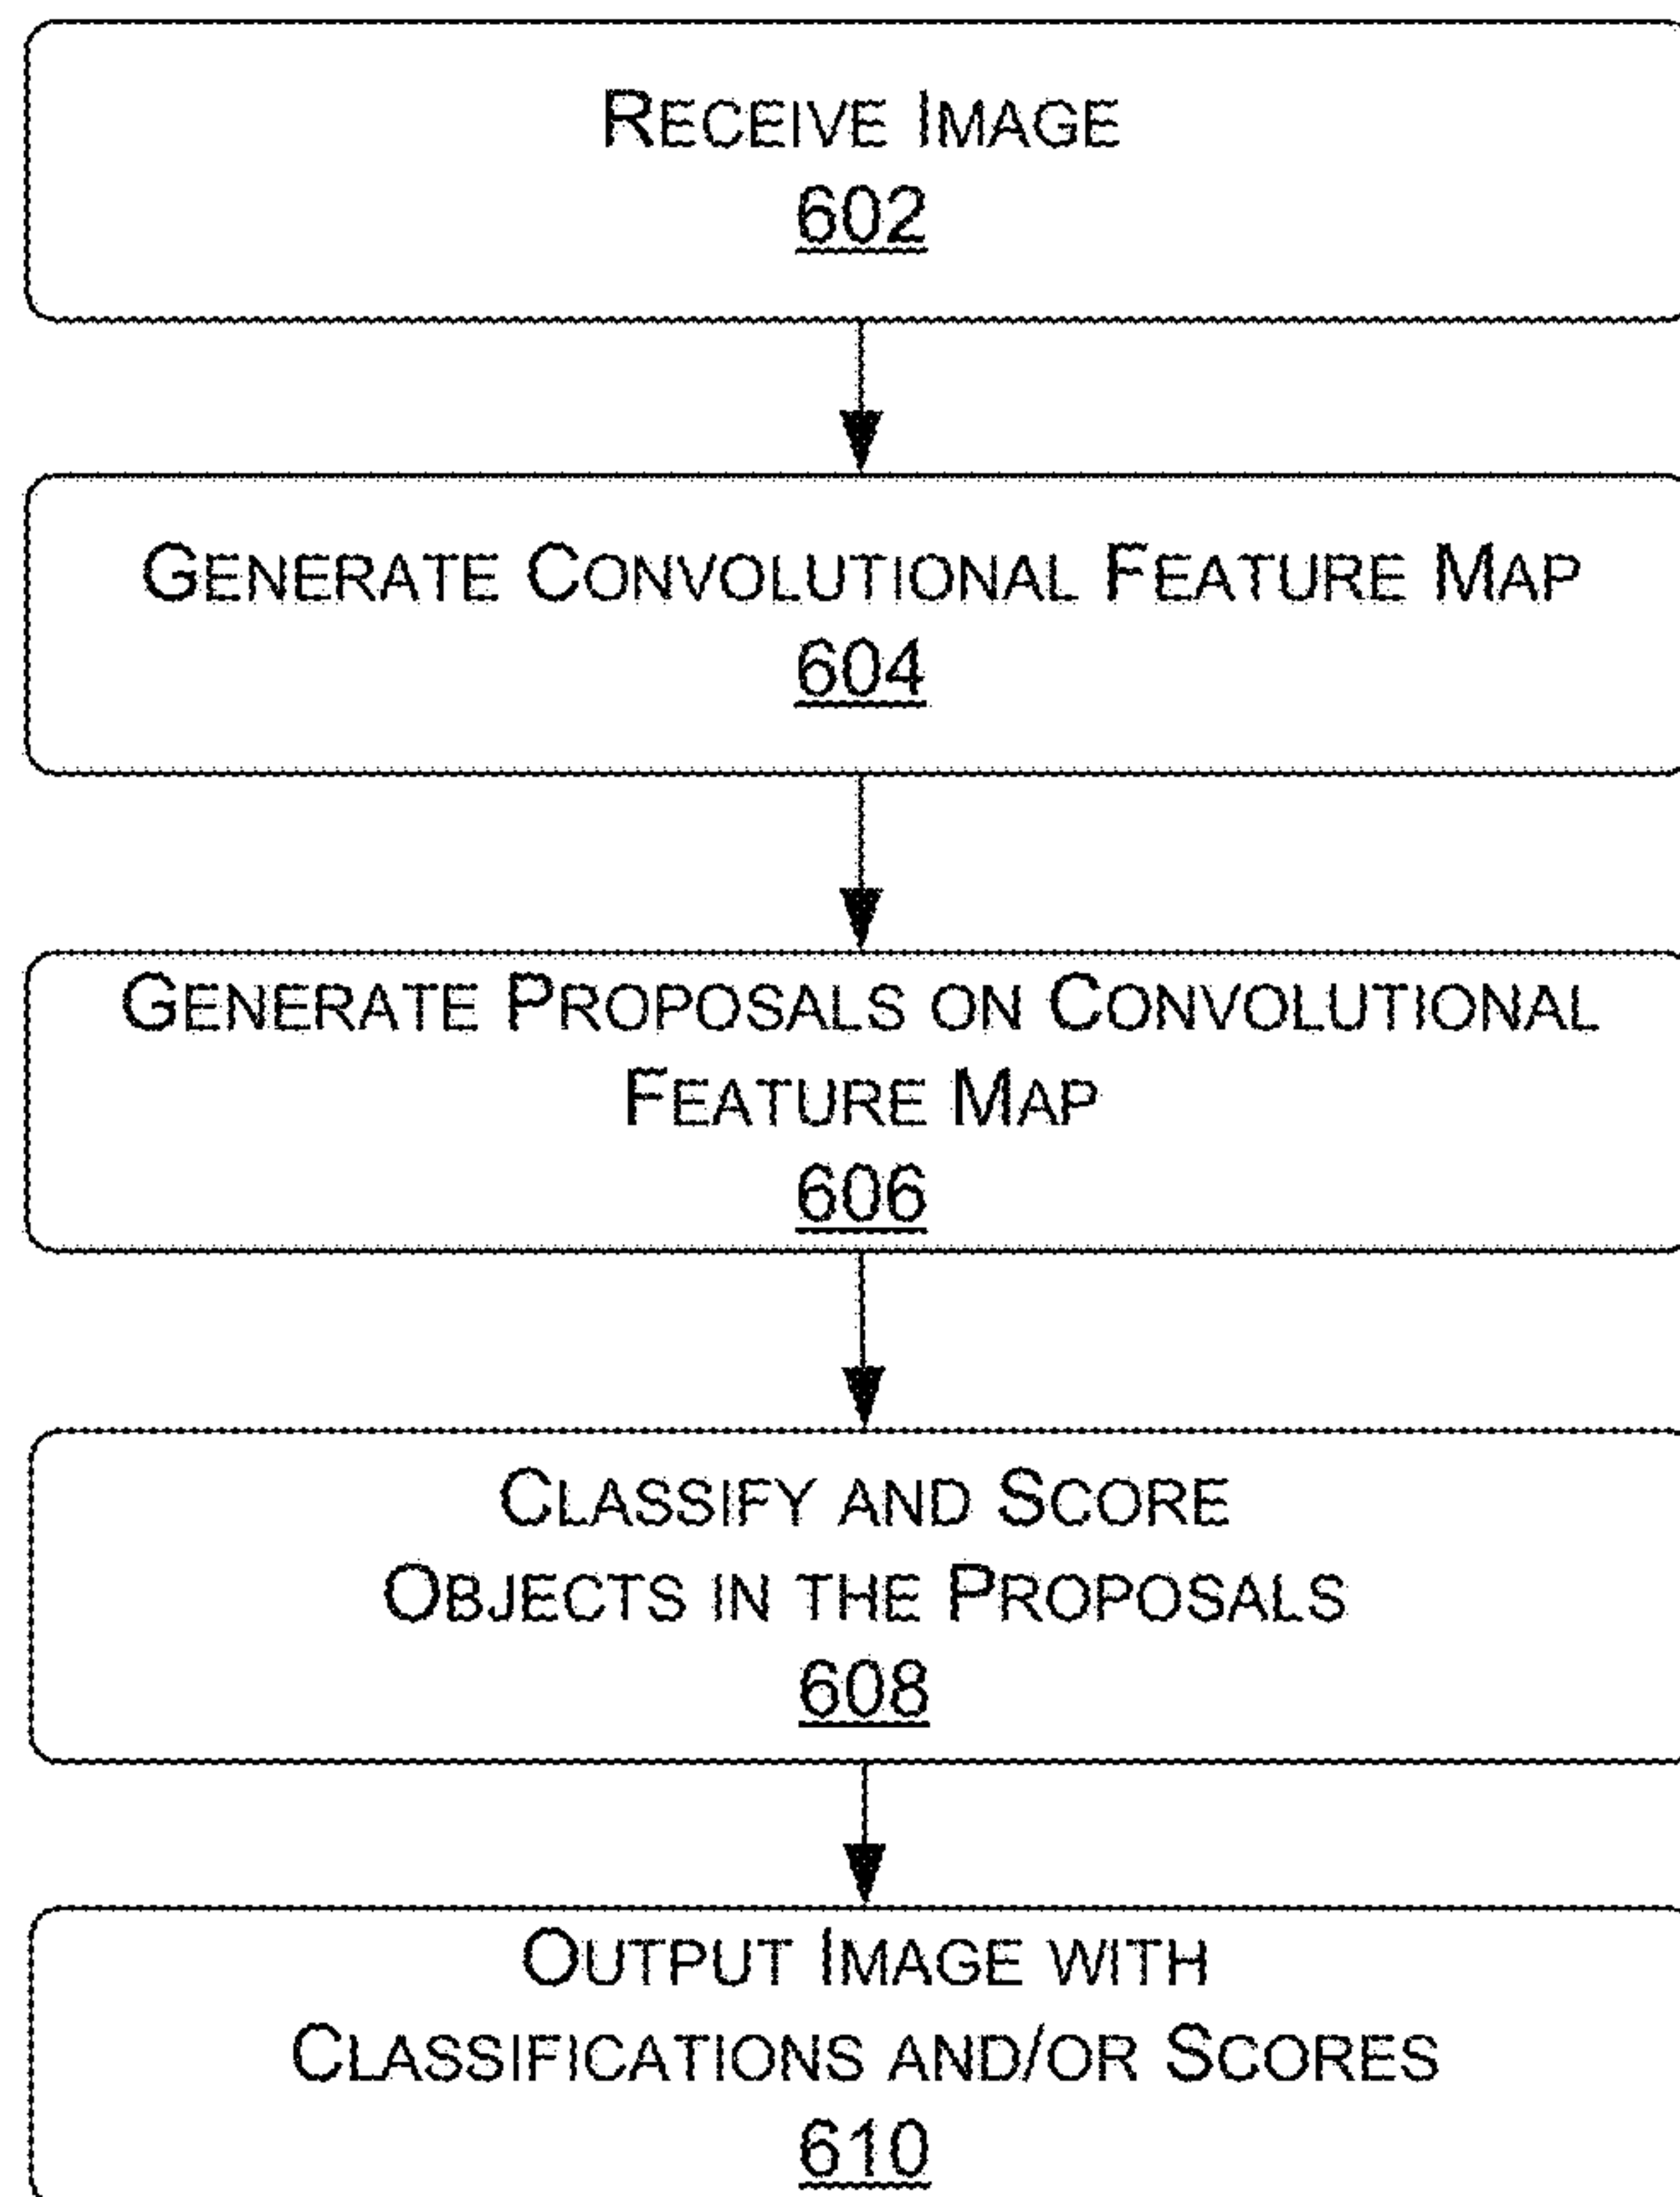 RECEIVE IMAGE
602
GENERATE CONVOLUTIONAL FEATURE MAP
604
GENERATE PROPOSALS ON CONVOLUTIONAL
FEATURE MAP
606
CLASSIFY AND SCORE
OBJECTS IN THE PROPOSALS
608
OUTPUT IMAGE WITH
CLASSIFICATIONS AND/OR SCORES
610